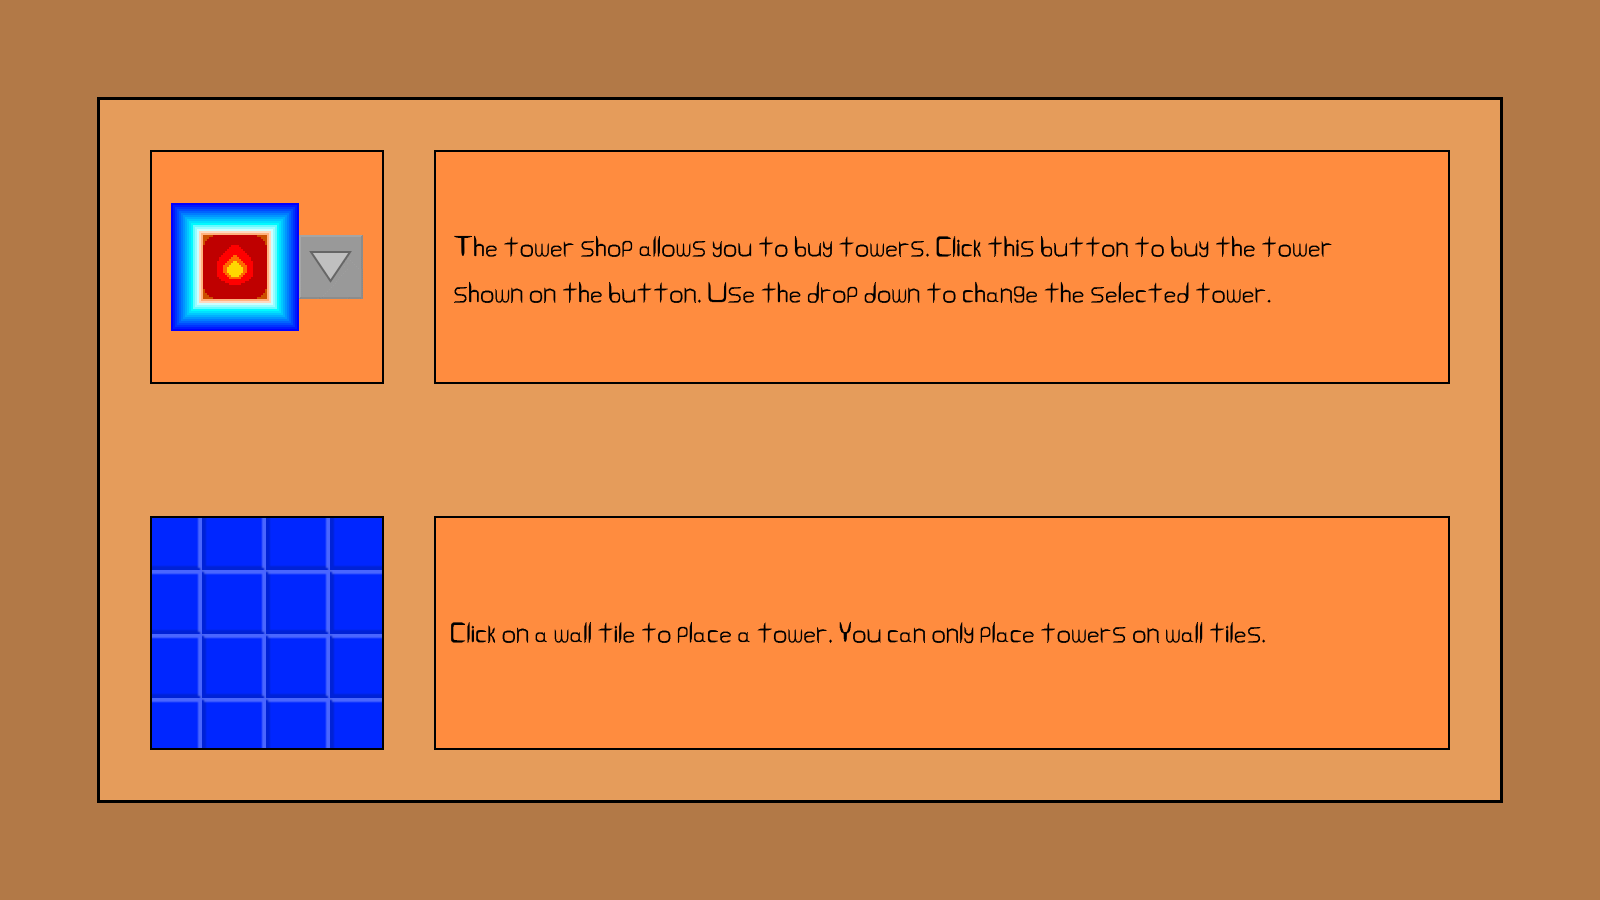 The tower shop allows you to buy towers. Click this button to buy the tower
shown on the button. Use the drop down to change the selected tower.
Click on a wall tile to place a tower. You can only place towers on wall tiles.